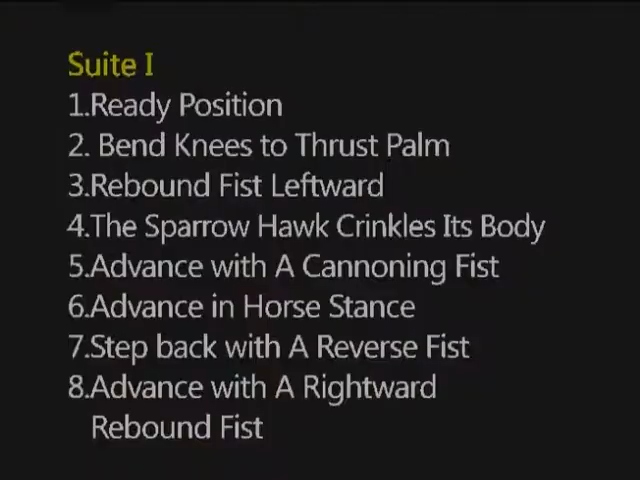 Suite I
1.Ready Position
2. Bend Knees to Thrust Palm
3.Rebound Fist Leftward
4.The Sparrow Hawk Crinkles Its Body
5.Advance with A Cannoning Fist
6.Advance in Horse Stance
7.Step back with A Reverse Fist
8.Advance with A Rightward
Rebound Fist